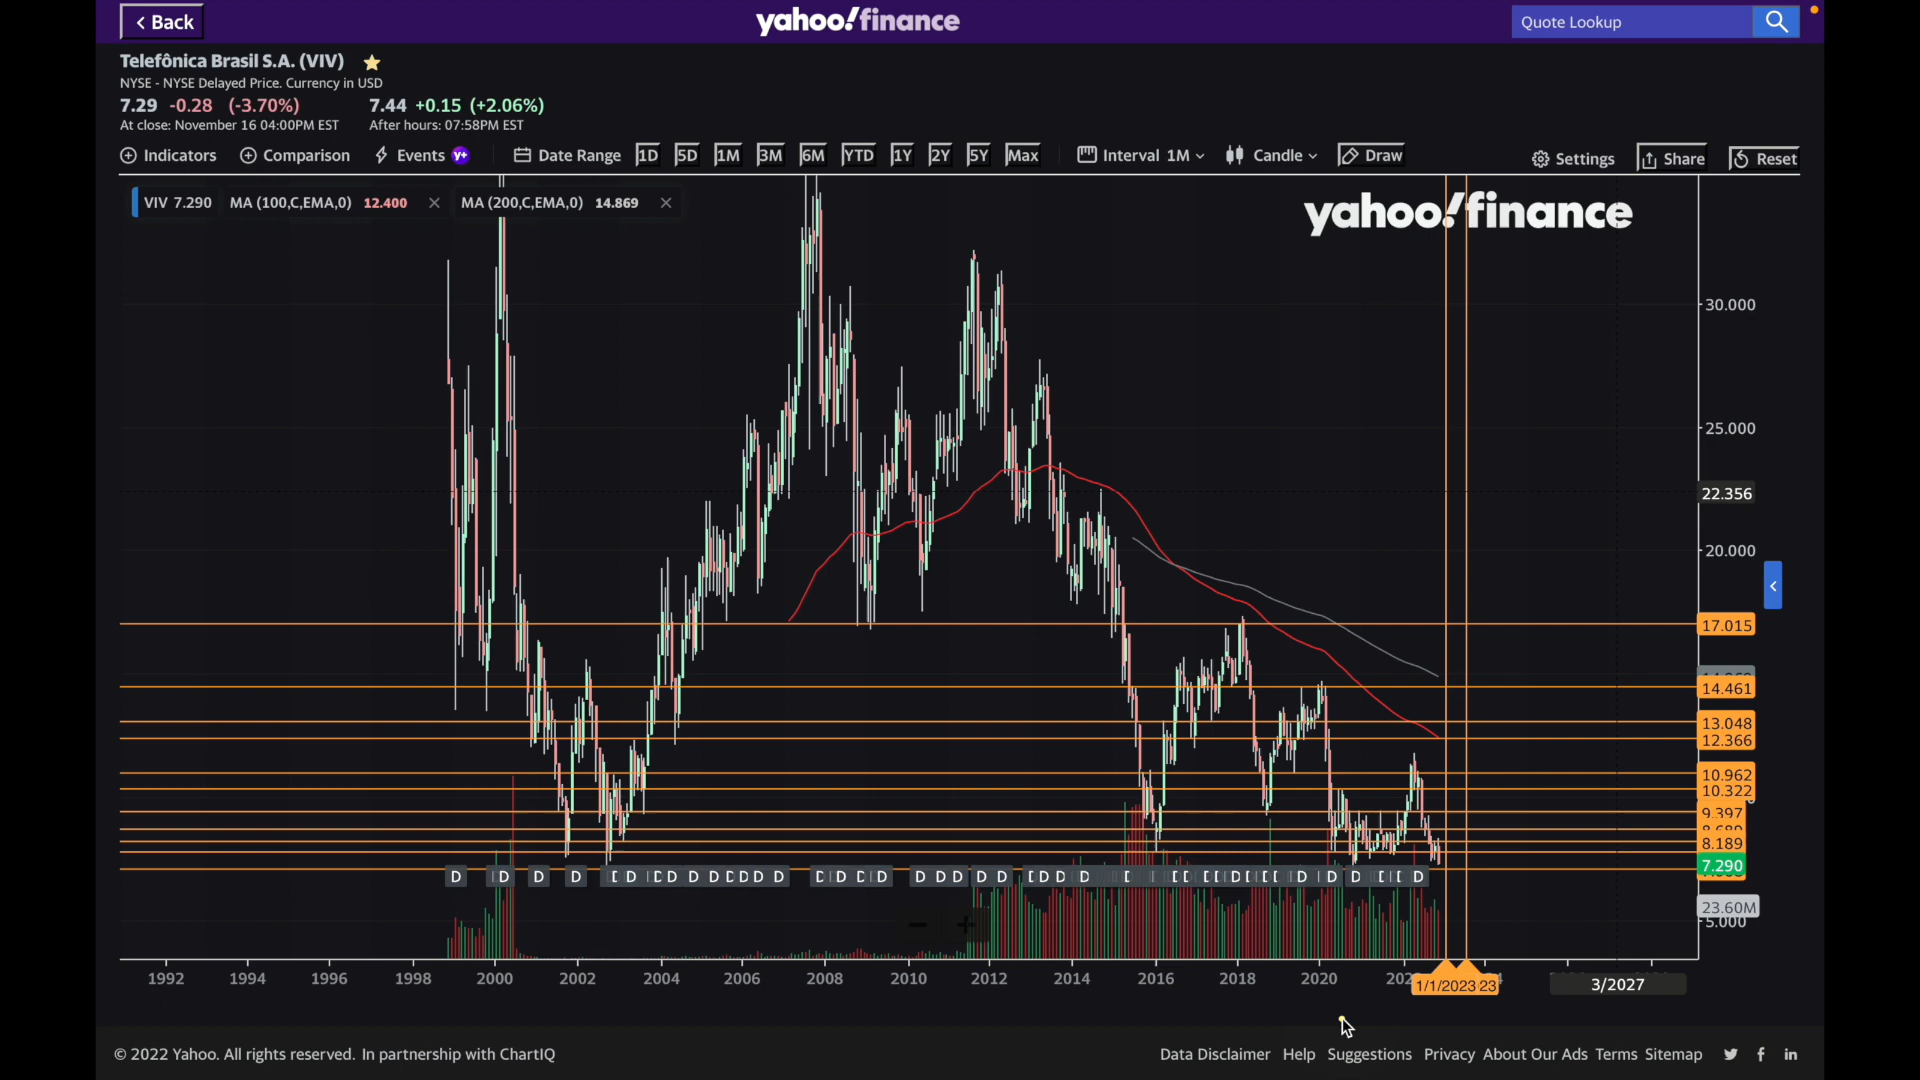 Back
yahoo!finance
Quote Lookup
Telefônica Brasil S.A. (VIV)
NYSE - NYSE Delayed Price. Currency in USD
7.29 -0.28 (-3.70%) 7.44 +0.15 (+2.06%)
At close: November 16 04:00PM EST After hours: 07:58PM EST
Indicators Comparison Events y+ Date Range 1D 5D 1M 3M 6M YTD 1Y 2Y 5Y Max Interval 1M Candle Draw Settings Share Reset
VIV 7.290 MA (100,C,EMA,0) 12.400 MA (200,C,EMA,0) 14.869
yahoo!finance
30.000
25.000
22.356
20.000
17.015
14.461
13.048
12.366
10.962
10.322
9.397
8.689
8.189
7.290
23.60M
5.000
D D D D D D D D D D D D D D D D D D D D D D D D D D D D D D D D D D D D D D D D
1992 1994 1996 1998 2000 2002 2004 2006 2008 2010 2012 2014 2016 2018 2020 1/1/2023 23 3/2027
© 2022 Yahoo. All rights reserved. In partnership with ChartIQ
Data Disclaimer Help Suggestions Privacy About Our Ads Terms Sitemap